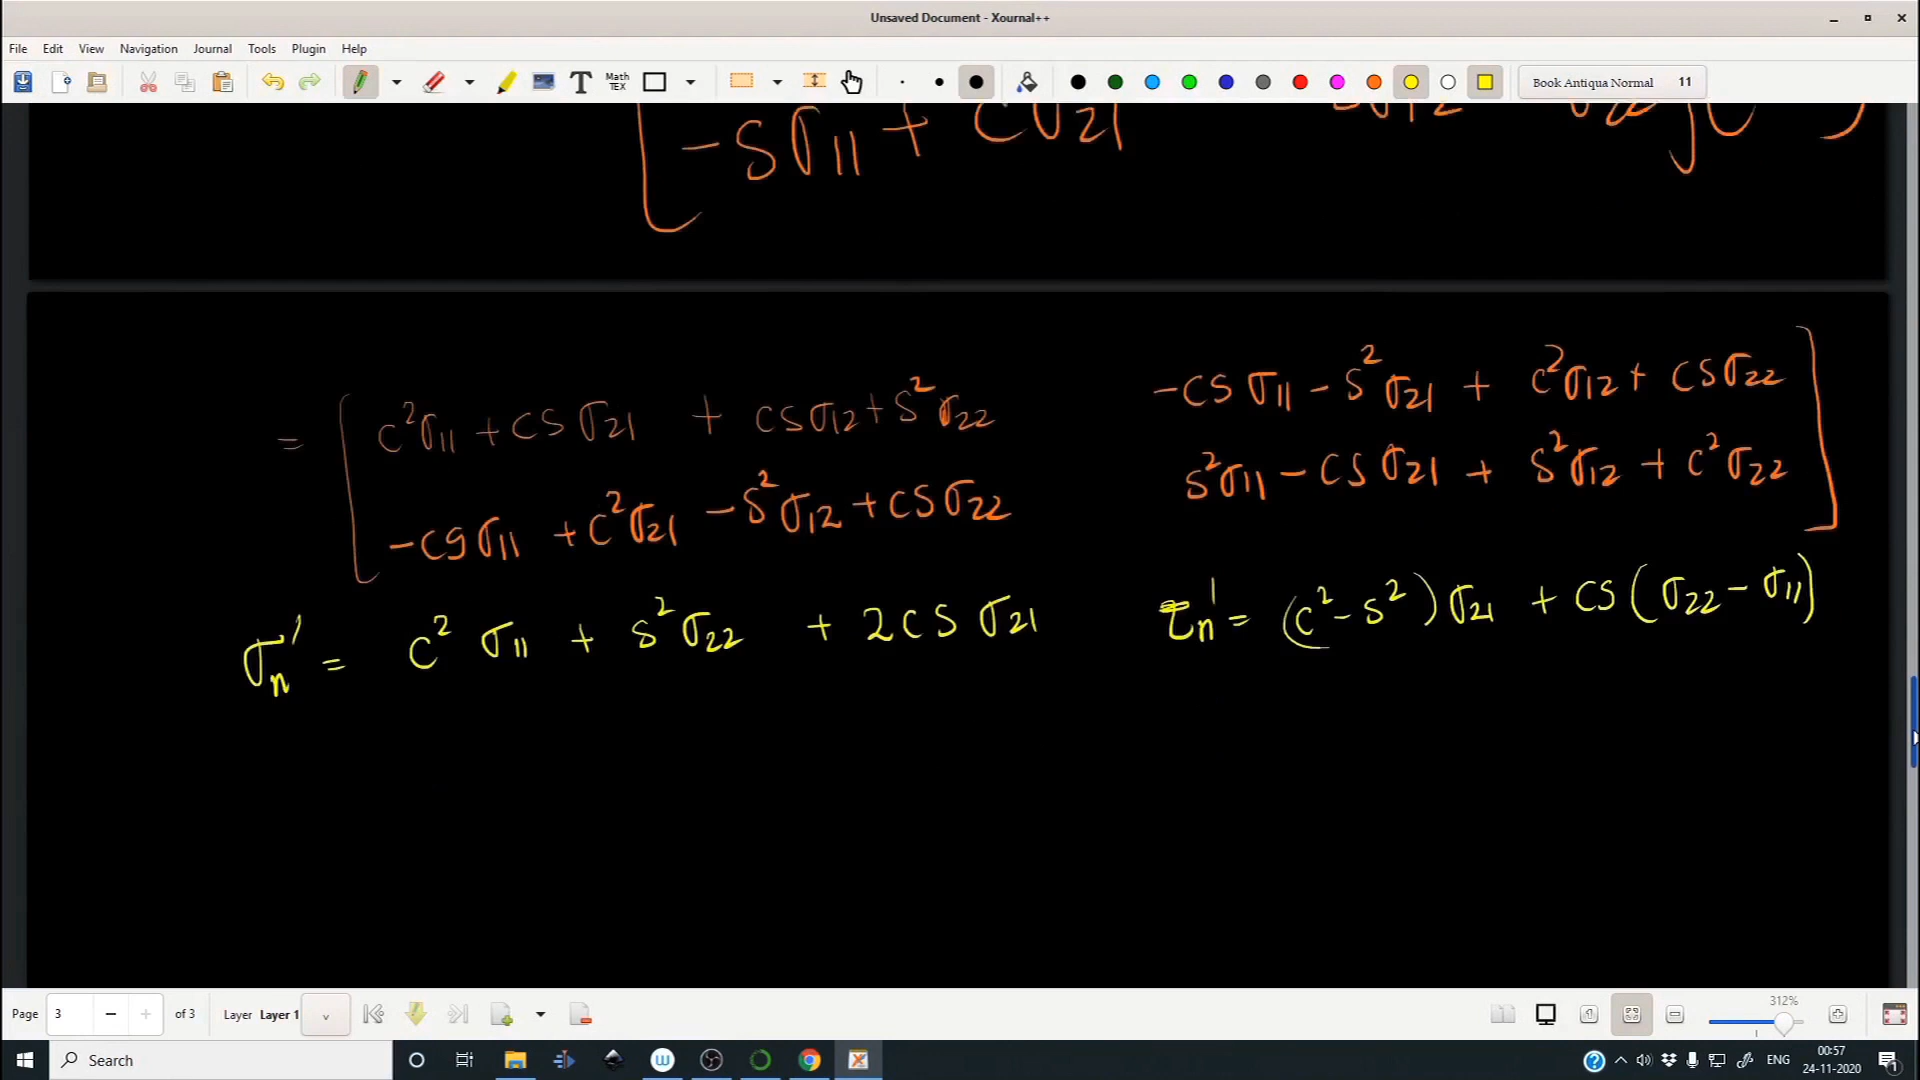 Unsaved Document - Xournal++
File Edit View Navigation Journal Tools Plugin Help
Math TEX Book Antiqua Normal 11
-Sσ11 + Cσ21
= [ C²σ11 + CSσ21 + CSσ12 + S²σ22 -CSσ11 - S²σ21 + C²σ12 + CSσ22
-CSσ11 + C²σ21 - S²σ12 + CSσ22 S²σ11 - CSσ21 + S²σ12 + C²σ22 ]
σn' = C²σ11 + S²σ22 + 2CSσ21 τn' = (C² - S²)σ21 + CS(σ22 - σ11)
Page 3 of 3 Layer Layer 1 312%
Search ENG 00:57
24-11-2020